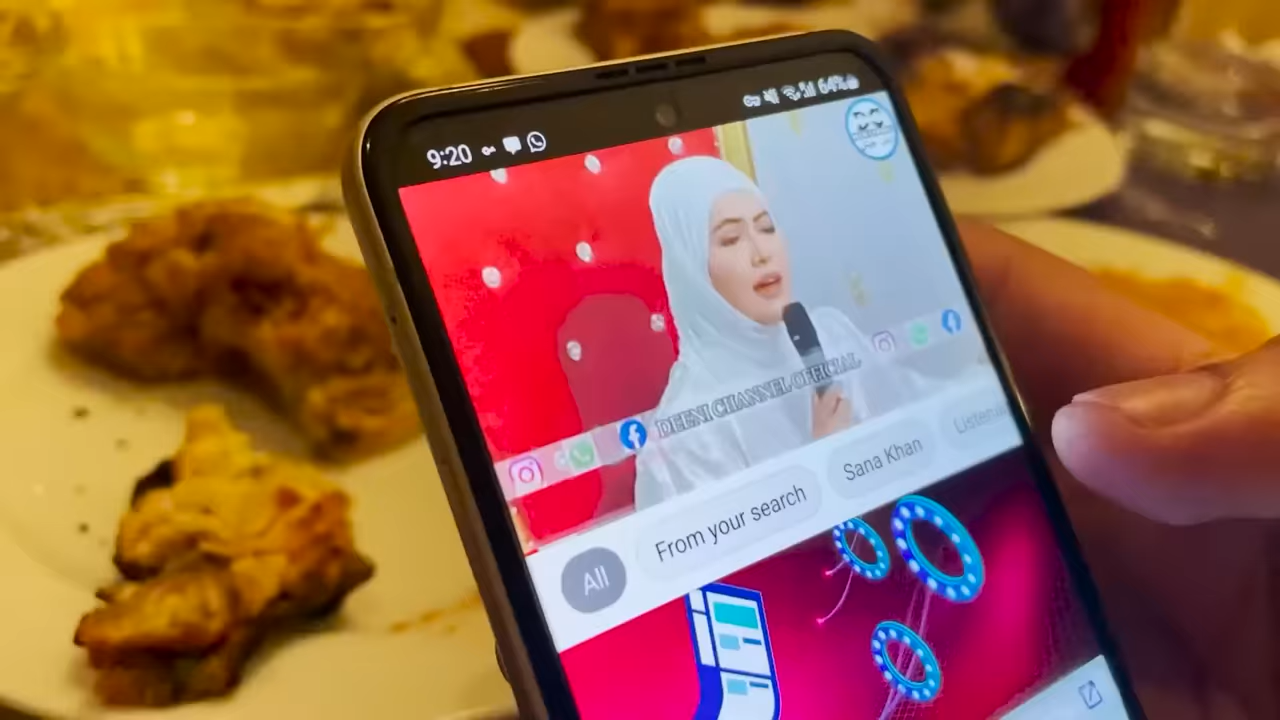 9:20
64%
DEENI CHANNEL OFFICIAL
All
From your search
Sana Khan